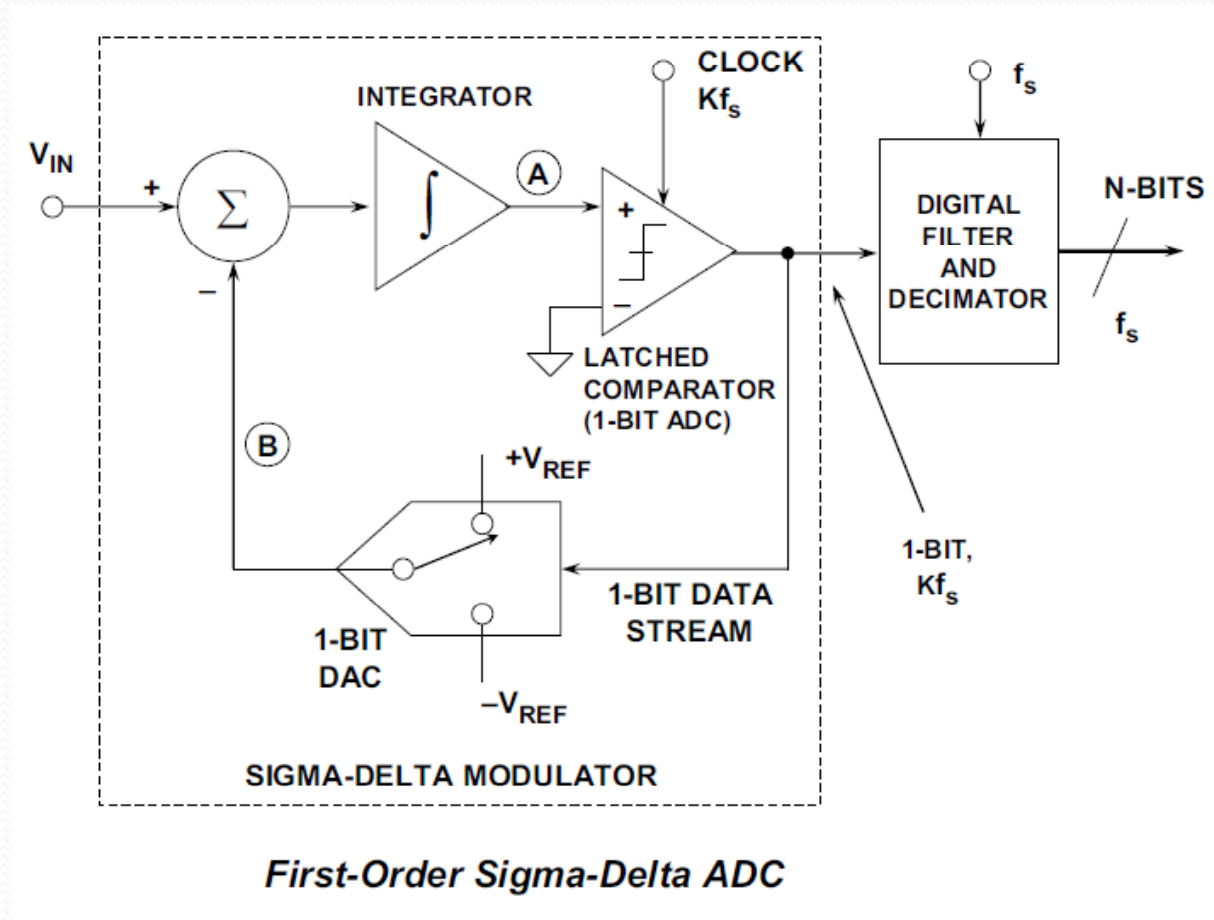 CLOCK
Kfs
INTEGRATOR
fs
VIN
A
+
Σ
∫
+
–
–
N-BITS
DIGITAL
FILTER
AND
DECIMATOR
fs
LATCHED
COMPARATOR
(1-BIT ADC)
B
+VREF
1-BIT,
Kfs
1-BIT DATA
STREAM
1-BIT
DAC
–VREF
SIGMA-DELTA MODULATOR
First-Order Sigma-Delta ADC